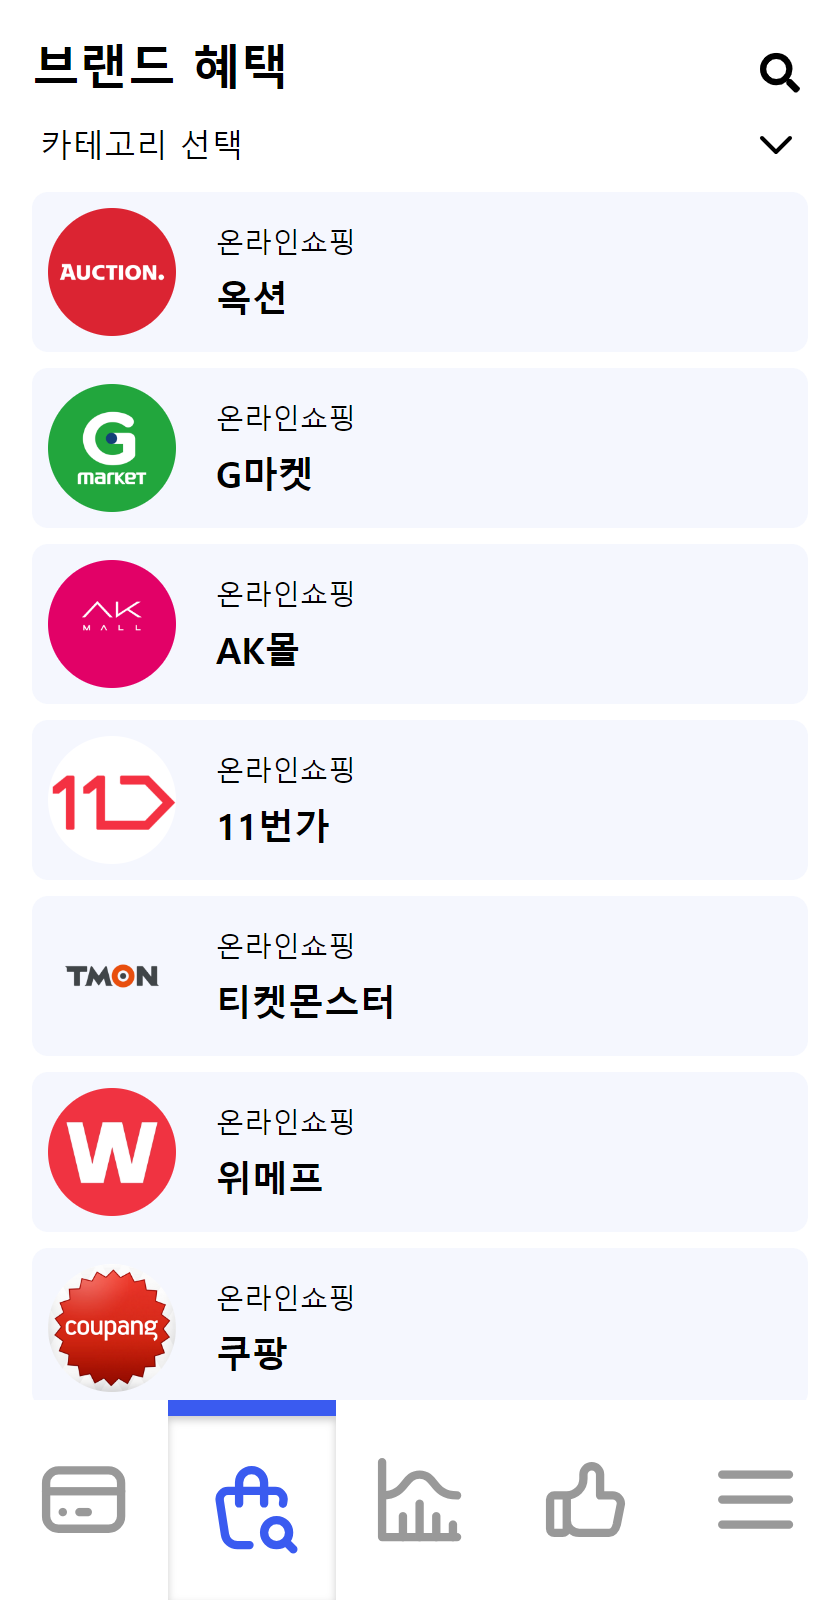 브랜드 혜택
카테고리 선택
AUCTION.
온라인쇼핑
옥션
G
market
온라인쇼핑
G마켓
AK
MALL
온라인쇼핑
AK몰
11
온라인쇼핑
11번가
TMON
온라인쇼핑
티켓몬스터
W
온라인쇼핑
위메프
coupang
온라인쇼핑
쿠팡